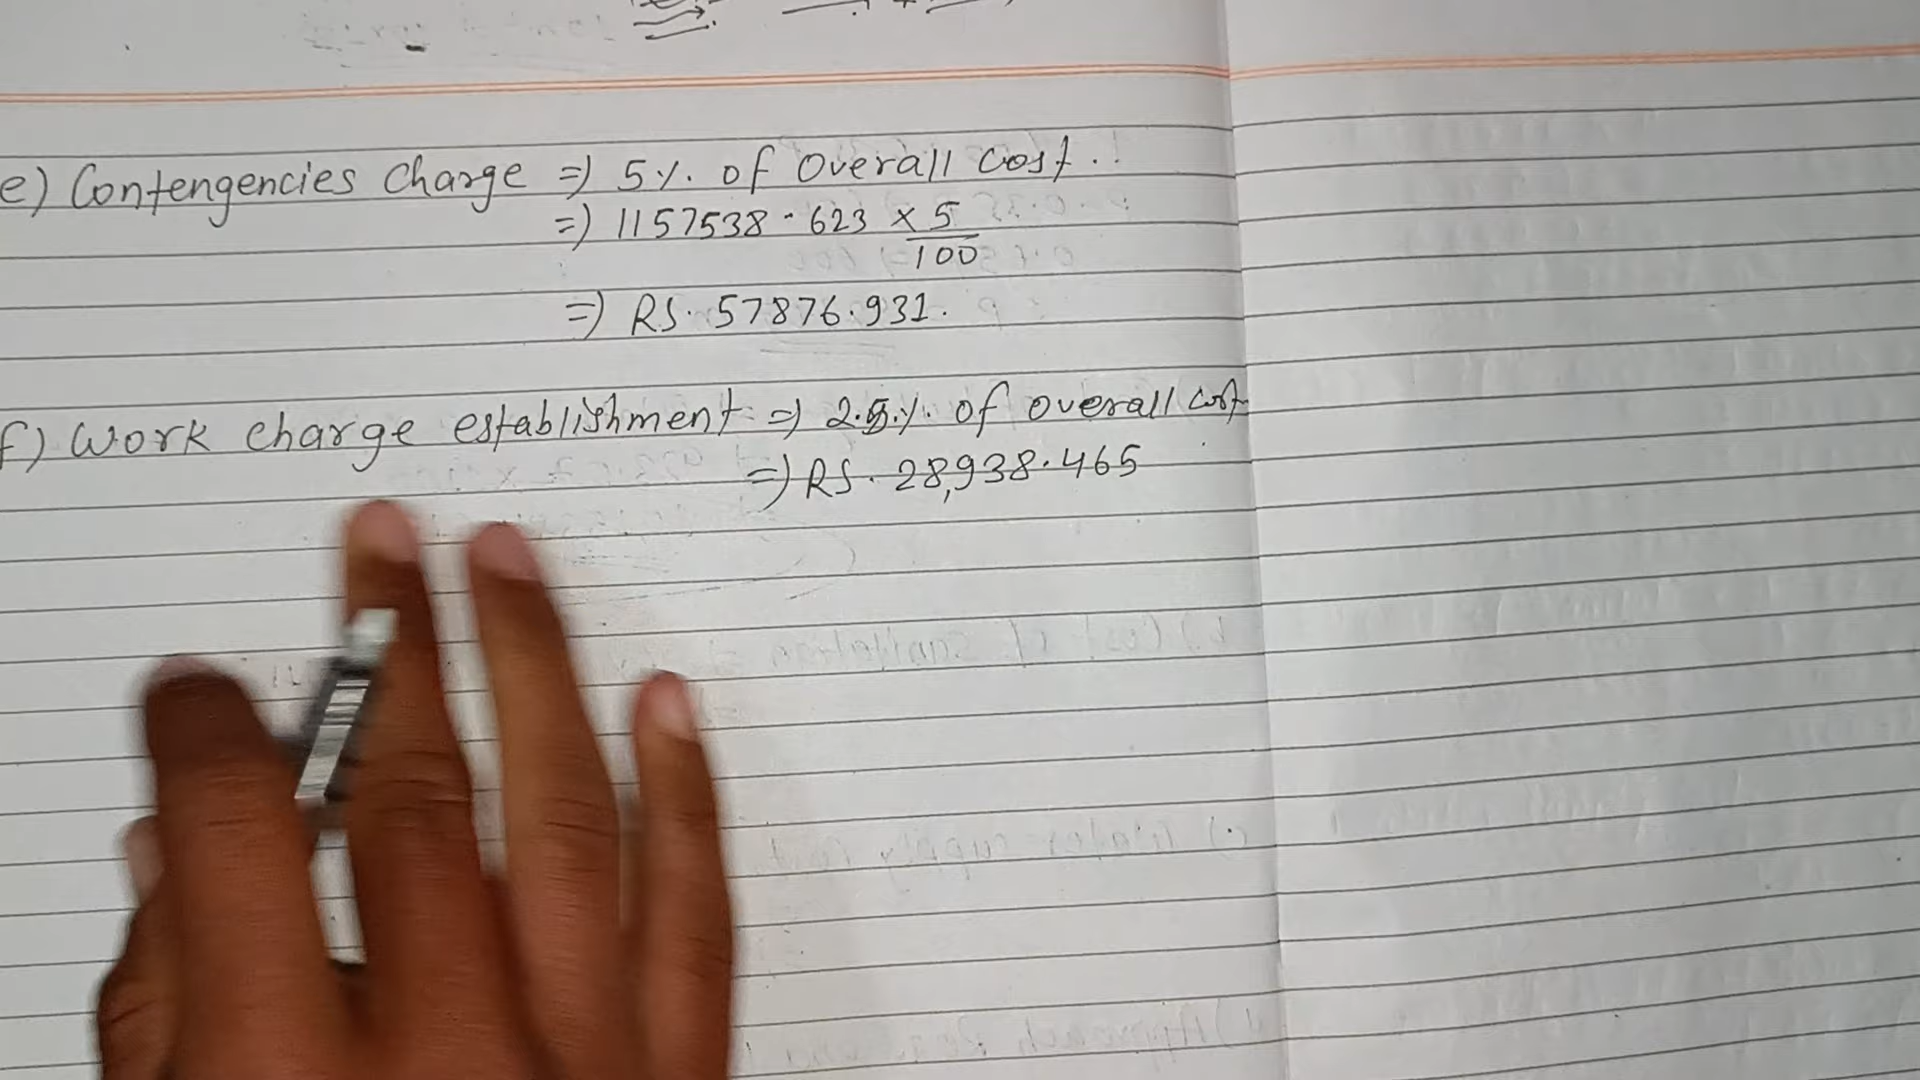 e) Contengencies Charge => 5%. of Overall Cost..
=> 1157538.623 x 5/100
=> RS. 57876.931.
f) Work charge establishment => 2.5%. of overall cost
=> RS. 28,938.465